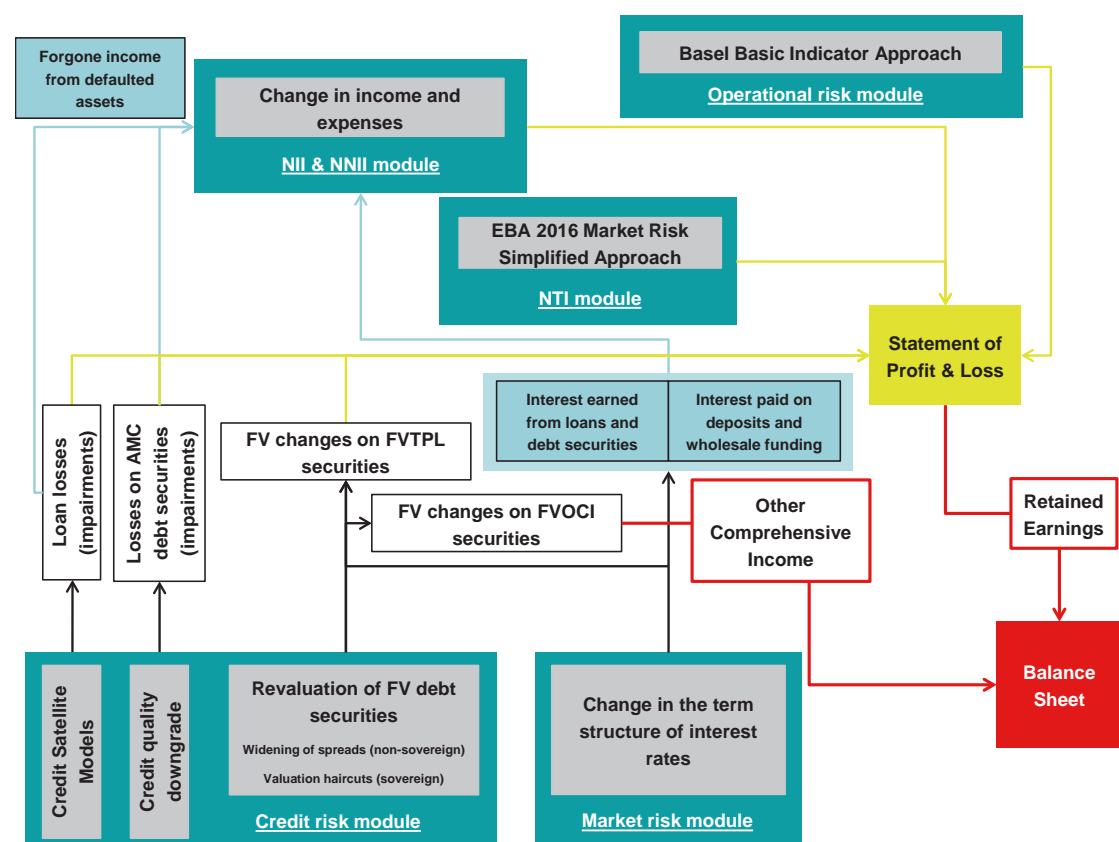 Forgone income
from defaulted
assets
Change in income and
expenses
NII & NNII module
Basel Basic Indicator Approach
Operational risk module
EBA 2016 Market Risk
Simplified Approach
NTI module
Statement of
Profit & Loss
Loan losses
(impairments)
Losses on AMC
debt securities
(impairments)
FV changes on FVTPL
securities
Interest earned
from loans and
debt securities
Interest paid on
deposits and
wholesale funding
FV changes on FVOCI
securities
Other
Comprehensive
Income
Retained
Earnings
Credit Satellite
Models
Credit quality
downgrade
Revaluation of FV debt
securities
Widening of spreads (non-sovereign)
Valuation haircuts (sovereign)
Credit risk module
Change in the term
structure of interest
rates
Market risk module
Balance
Sheet